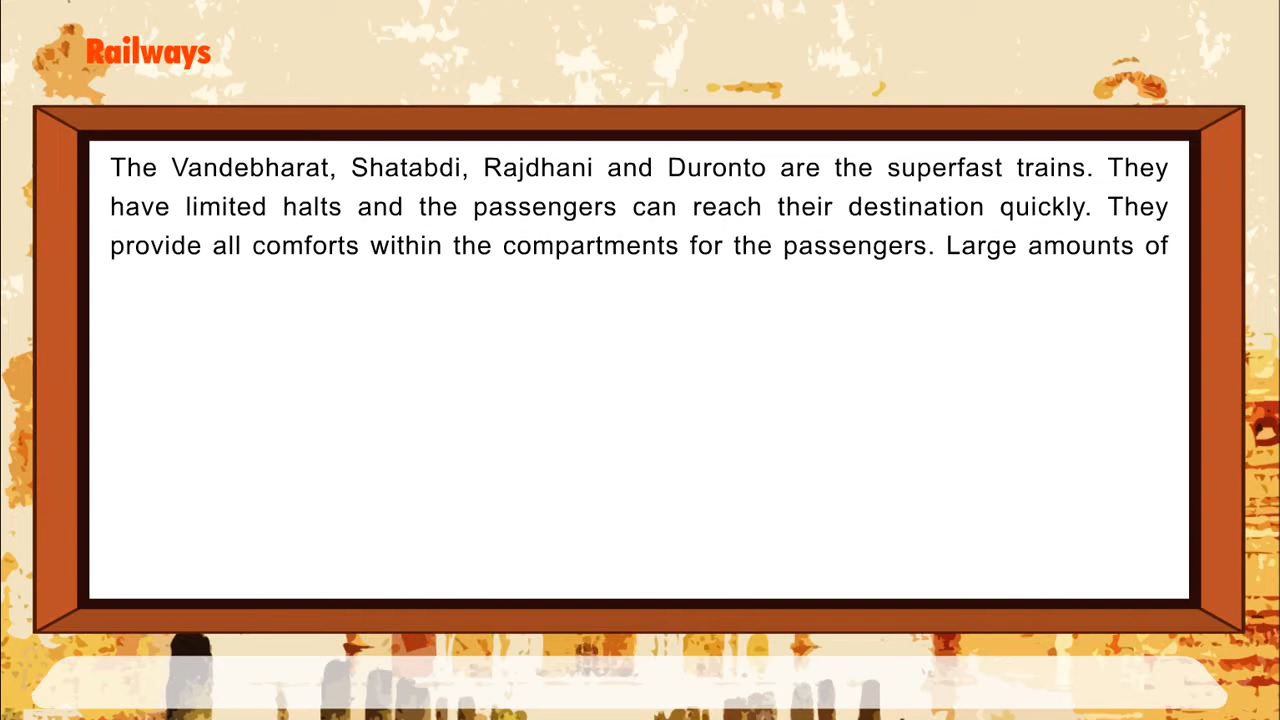 Railways
The Vandebharat, Shatabdi, Rajdhani and Duronto are the superfast trains. They
have limited halts and the passengers can reach their destination quickly. They
provide all comforts within the compartments for the passengers. Large amounts of